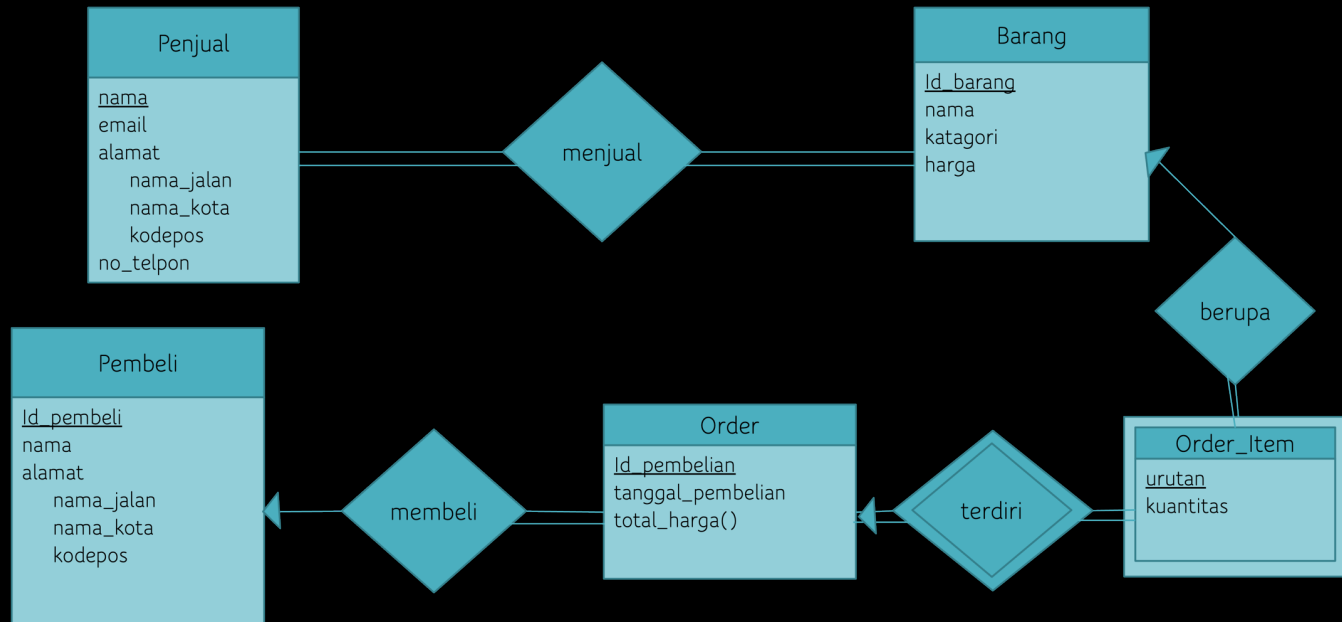 Penjual
nama
email
alamat
nama_jalan
nama_kota
kodepos
no_telpon
menjual
Barang
Id_barang
nama
katagori
harga
berupa
Pembeli
Id_pembeli
nama
alamat
nama_jalan
nama_kota
kodepos
membeli
Order
Id_pembelian
tanggal_pembelian
total_harga()
terdiri
Order_Item
urutan
kuantitas